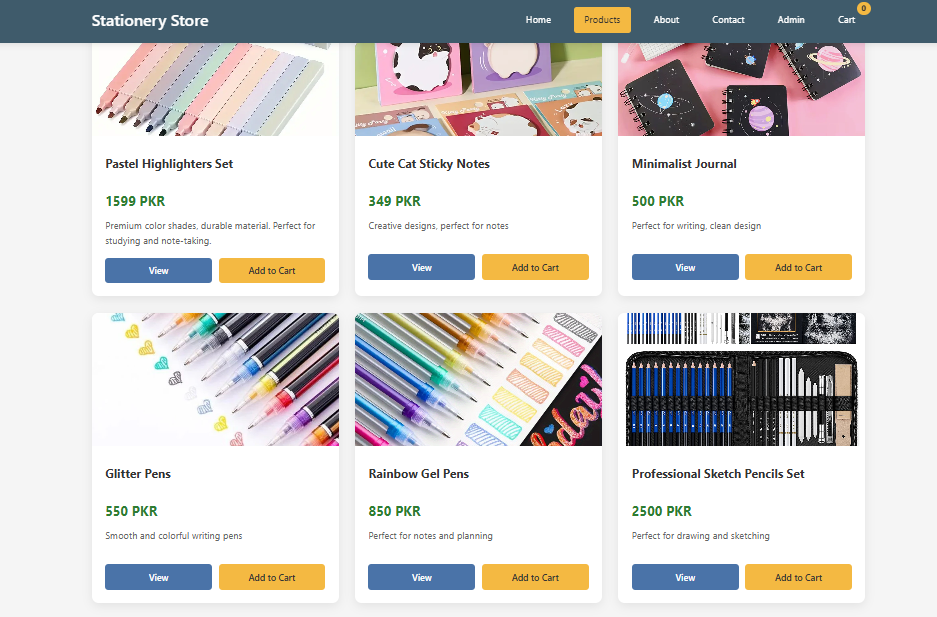 Stationery Store
Home
Products
About
Contact
Admin
Cart
0
Pastel Highlighters Set
1599 PKR
Premium color shades, durable material. Perfect for
studying and note-taking.
View
Add to Cart
Cute Cat Sticky Notes
349 PKR
Creative designs, perfect for notes
View
Add to Cart
Minimalist Journal
500 PKR
Perfect for writing, clean design
View
Add to Cart
Glitter Pens
550 PKR
Smooth and colorful writing pens
View
Add to Cart
Rainbow Gel Pens
850 PKR
Perfect for notes and planning
View
Add to Cart
Professional Sketch Pencils Set
2500 PKR
Perfect for drawing and sketching
View
Add to Cart